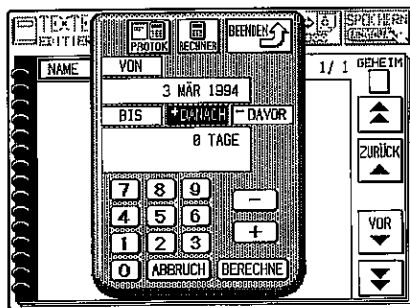 TEXTE
EDITIER
PROTOK
RECHNER
BEENDEN
SPEICHERN
NAME
VON
1/ 1
GEHEIM
3 MÄR 1994
BIS
+DANACH
-DAVOR
0 TAGE
ZURÜCK
7 8 9
-
4 5 6
+
1 2 3
VOR
0 ABBRUCH BERECHNE